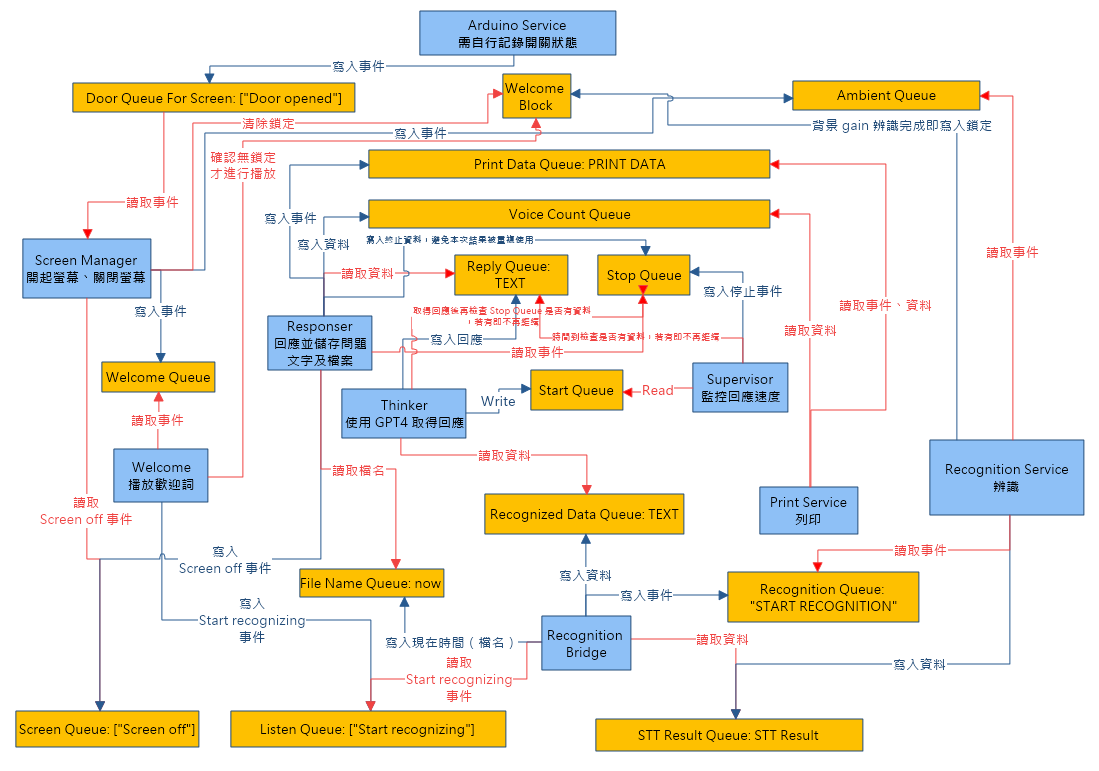 Arduino Service
需自行記錄開關狀態
寫入事件
Door Queue For Screen: ["Door opened"]
Welcome
Block
Ambient Queue
清除鎖定
寫入事件
背景 gain 辨識完成即寫入鎖定
確認無鎖定
才進行播放
Print Data Queue: PRINT DATA
讀取事件
寫入事件
Voice Count Queue
寫入資料
寫入終止資料，避免本次結果被重複使用
讀取事件
Screen Manager
開起螢幕、關閉螢幕
讀取資料
Reply Queue:
TEXT
Stop Queue
寫入停止事件
讀取事件、資料
寫入事件
取得回應後再檢查 Stop Queue 是否有資料
，若有即不再繼續
讀取資料
Responser
回應並儲存問題
文字及檔案
寫入回應
時間到檢查是否有資料，若有即不再繼續
讀取事件
Welcome Queue
Start Queue
Read
Supervisor
監控回應速度
Thinker
使用 GPT4 取得回應
Write
讀取事件
讀取資料
Welcome
播放歡迎詞
讀取檔名
Recognition Service
辨識
讀取
Screen off 事件
Recognized Data Queue: TEXT
Print Service
列印
寫入
Screen off 事件
讀取事件
File Name Queue: now
寫入資料
寫入事件
Recognition Queue:
"START RECOGNITION"
寫入
Start recognizing
事件
寫入現在時間（檔名）
Recognition
Bridge
讀取資料
讀取
Start recognizing
事件
寫入資料
Screen Queue: ["Screen off"]
Listen Queue: ["Start recognizing"]
STT Result Queue: STT Result